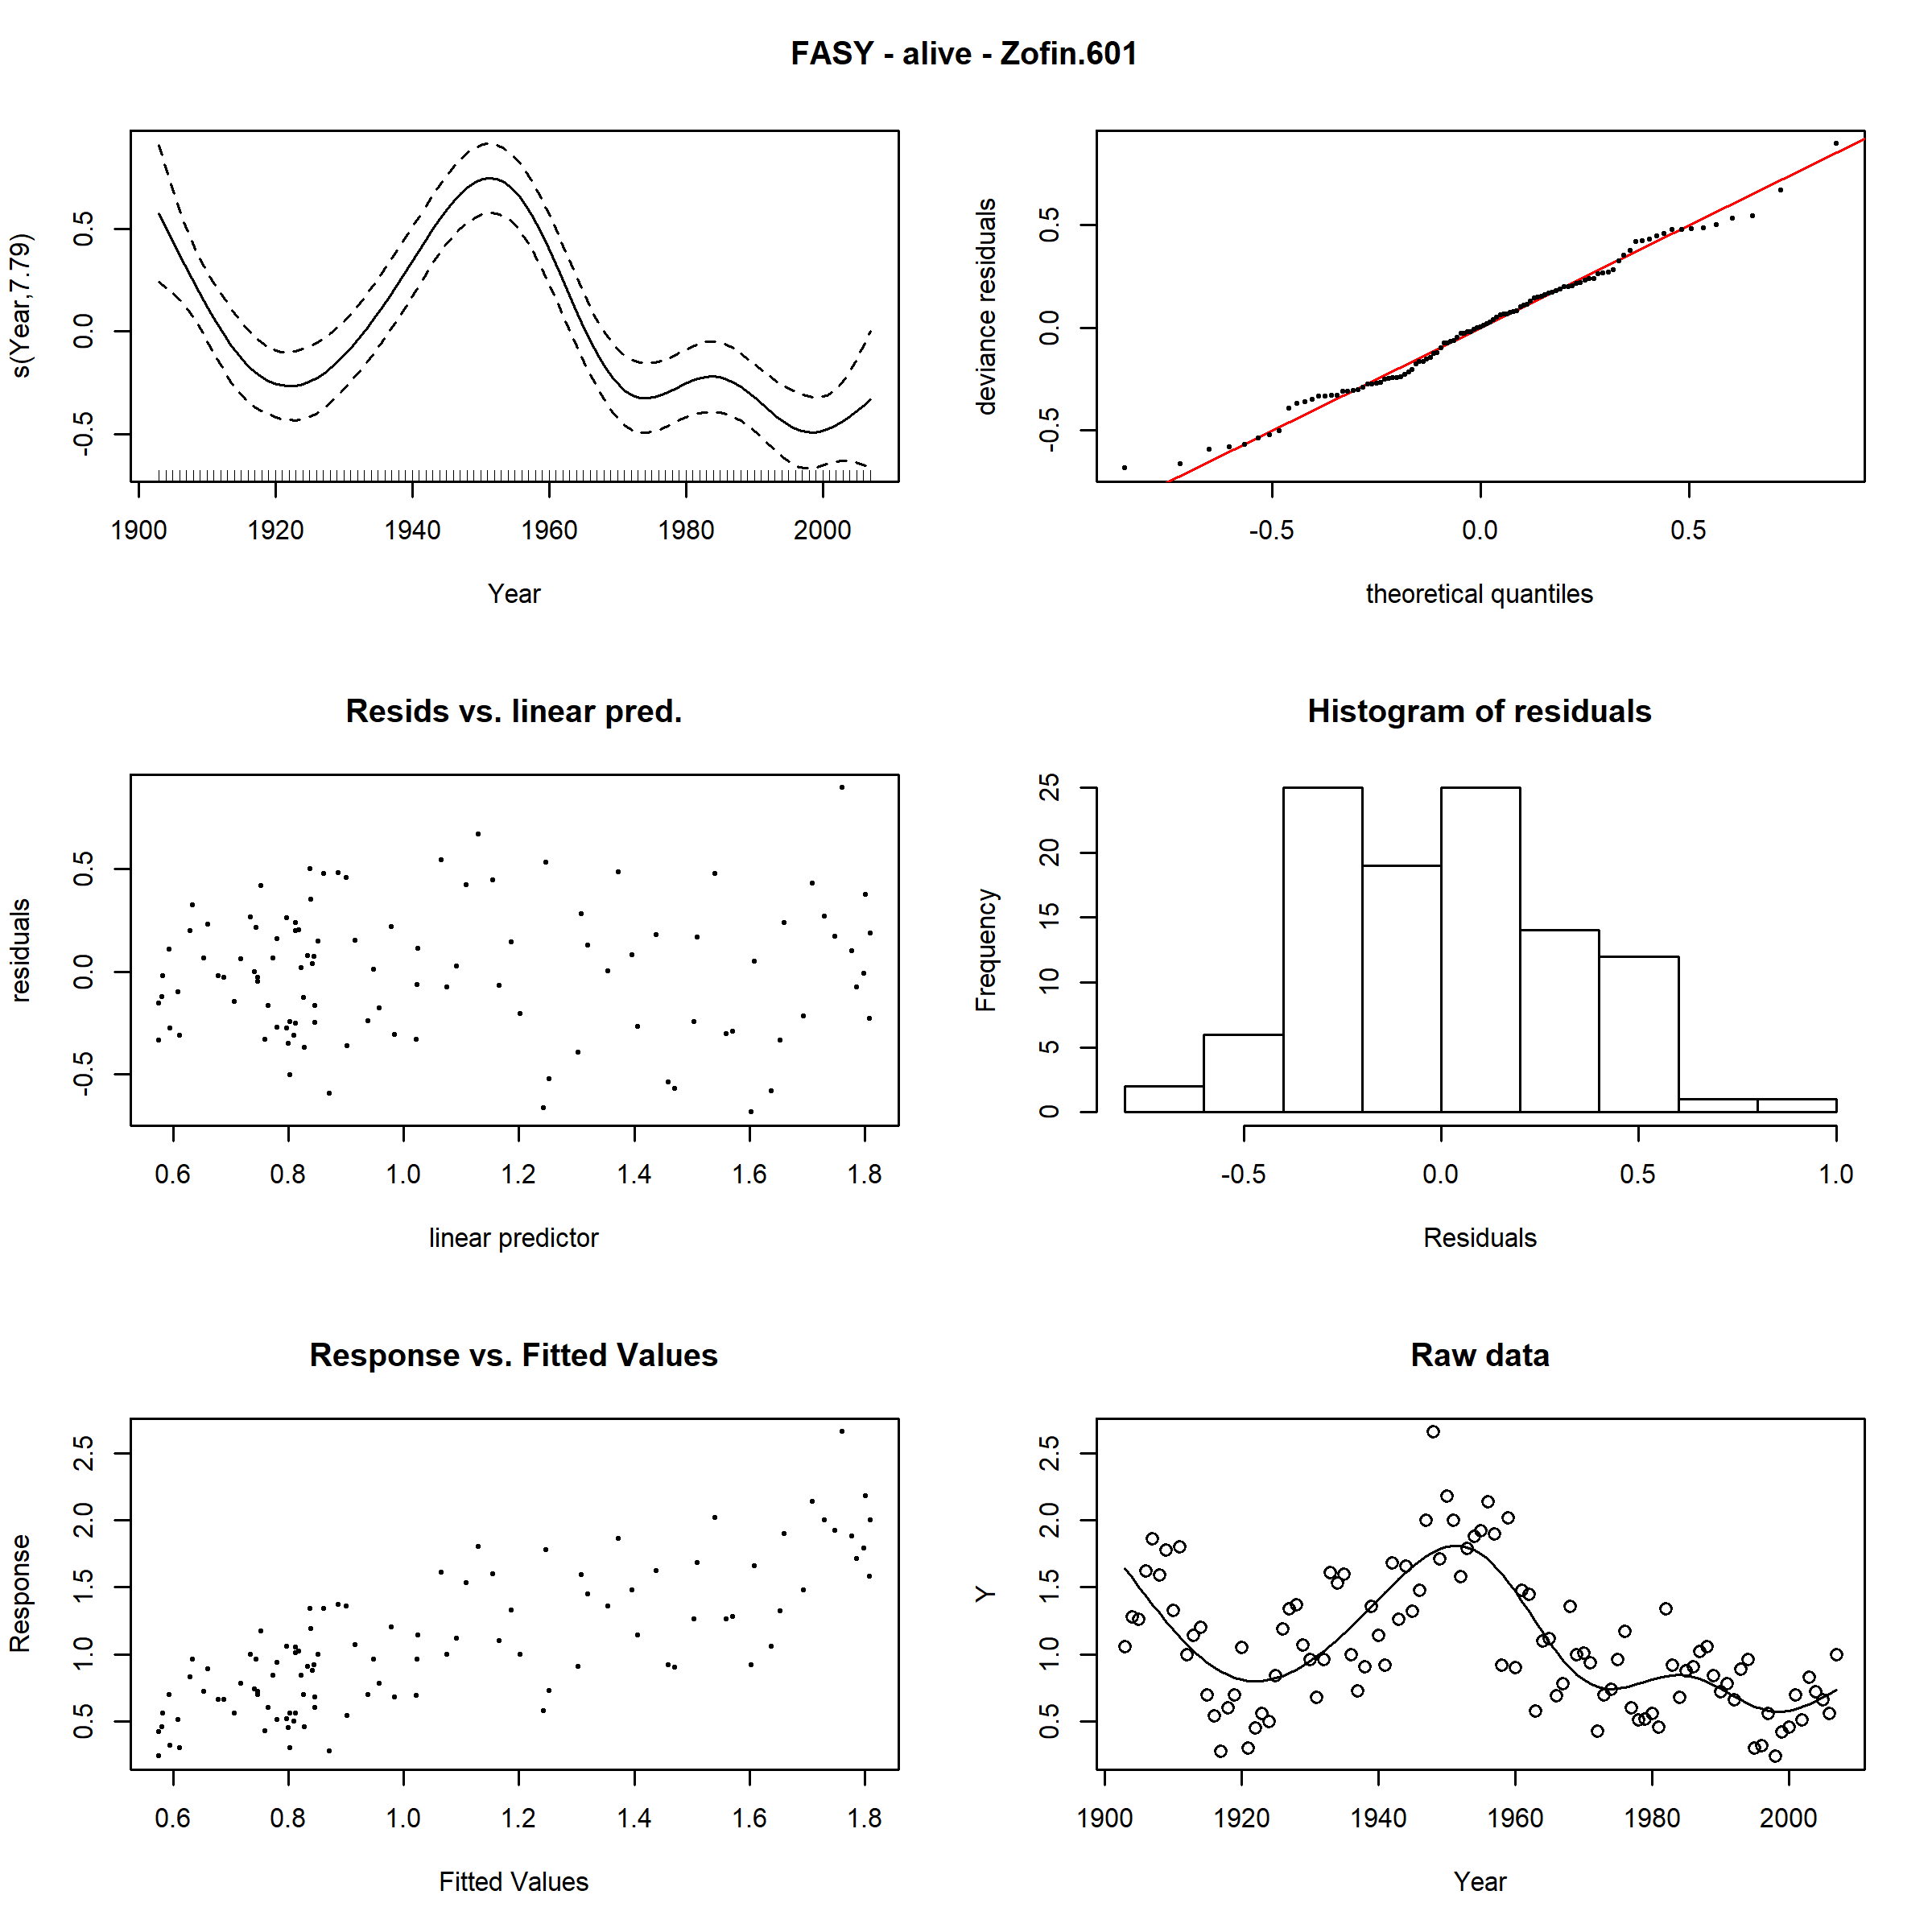 FASY - alive - Zofin.601
s(Year,7.79)
0.5
0.0
-0.5
1900 1920 1940 1960 1980 2000
Year
deviance residuals
0.5
0.0
-0.5
-0.5 0.0 0.5
theoretical quantiles
Resids vs. linear pred.
residuals
0.5
0.0
-0.5
0.6 0.8 1.0 1.2 1.4 1.6 1.8
linear predictor
Histogram of residuals
Frequency
25
20
15
10
5
0
-0.5 0.0 0.5 1.0
Residuals
Response vs. Fitted Values
Response
2.5
2.0
1.5
1.0
0.5
0.6 0.8 1.0 1.2 1.4 1.6 1.8
Fitted Values
Raw data
Y
2.5
2.0
1.5
1.0
0.5
1900 1920 1940 1960 1980 2000
Year